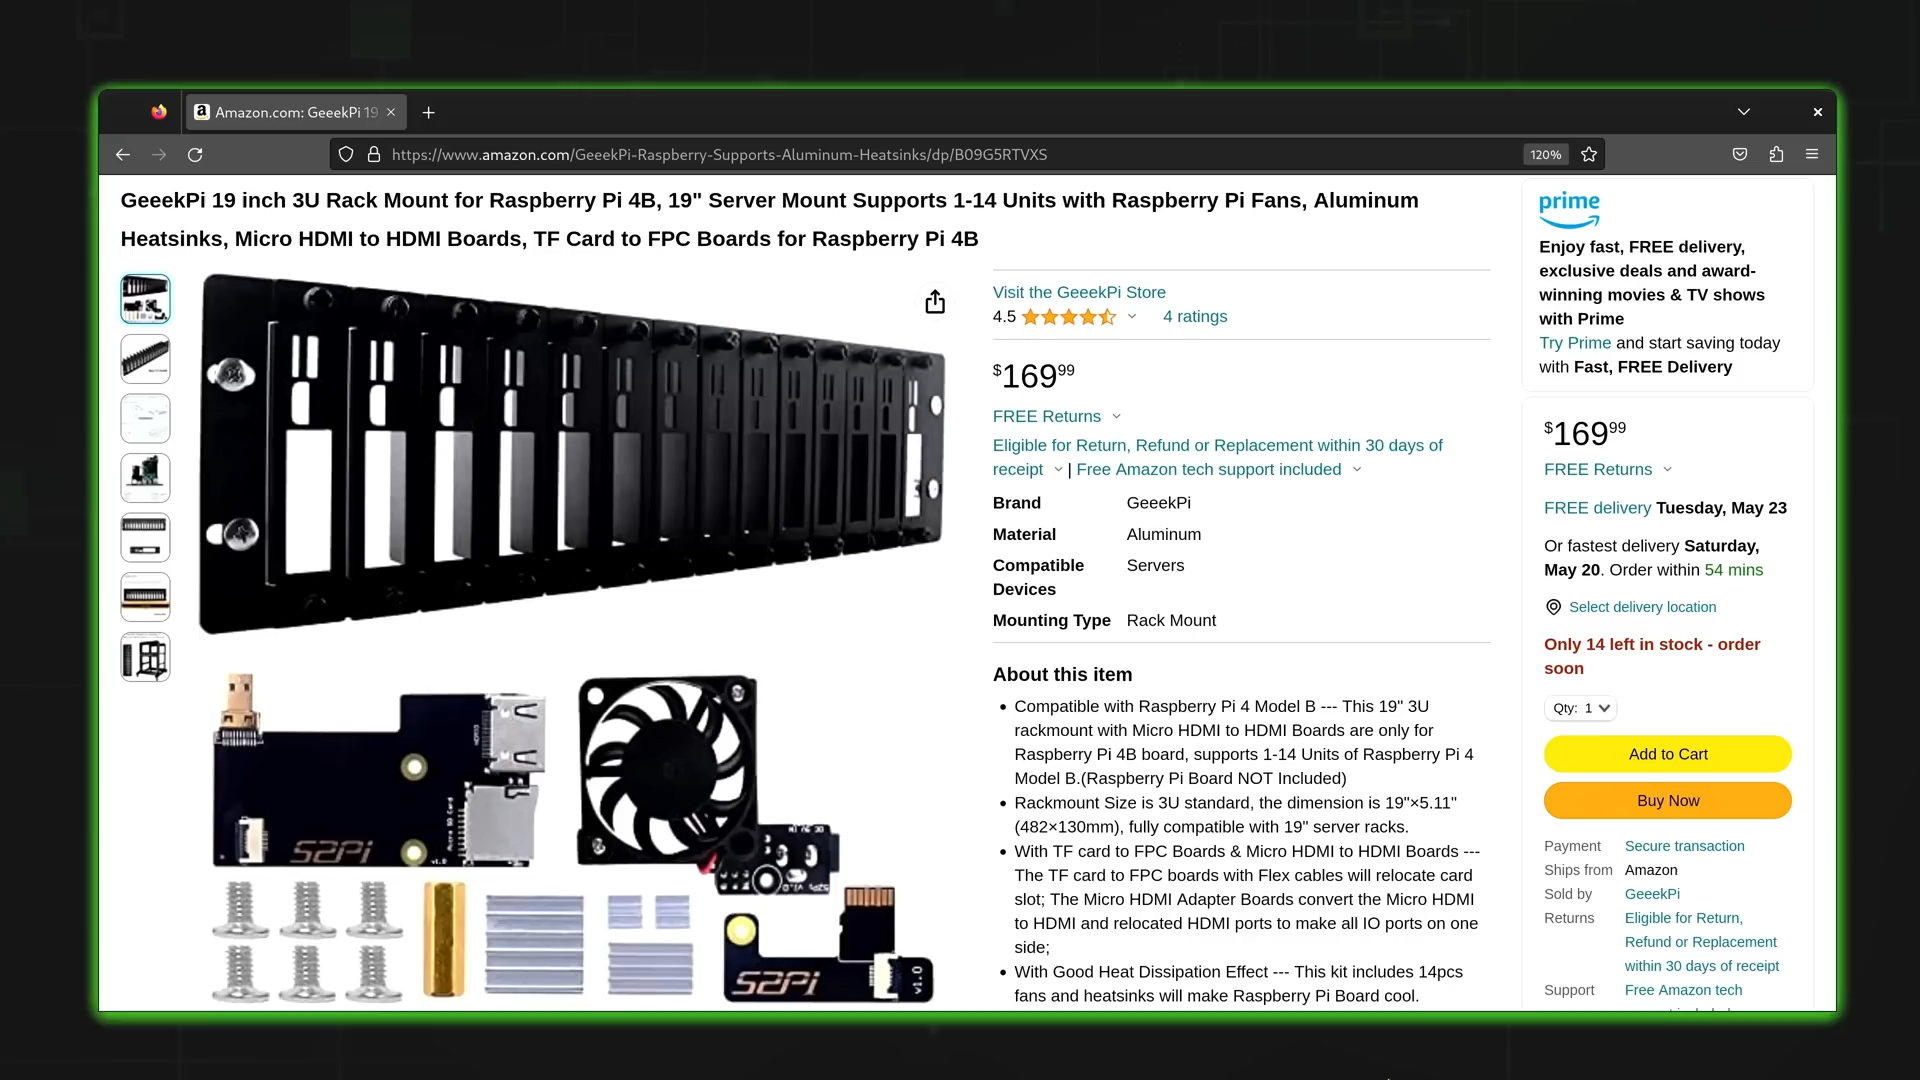 Amazon.com: GeeekPi 19
https://www.amazon.com/GeeekPi-Raspberry-Supports-Aluminum-Heatsinks/dp/B09G5RTVXS
120%
GeeekPi 19 inch 3U Rack Mount for Raspberry Pi 4B, 19" Server Mount Supports 1-14 Units with Raspberry Pi Fans, Aluminum
Heatsinks, Micro HDMI to HDMI Boards, TF Card to FPC Boards for Raspberry Pi 4B
Visit the GeeekPi Store
4.5
4 ratings
$169.99
FREE Returns
Eligible for Return, Refund or Replacement within 30 days of
receipt | Free Amazon tech support included
Brand GeeekPi
Material Aluminum
Compatible Servers
Devices
Mounting Type Rack Mount
About this item
• Compatible with Raspberry Pi 4 Model B --- This 19" 3U
rackmount with Micro HDMI to HDMI Boards are only for
Raspberry Pi 4B board, supports 1-14 Units of Raspberry Pi 4
Model B.(Raspberry Pi Board NOT Included)
• Rackmount Size is 3U standard, the dimension is 19"×5.11"
(482×130mm), fully compatible with 19" server racks.
• With TF card to FPC Boards & Micro HDMI to HDMI Boards ---
The TF card to FPC boards with Flex cables will relocate card
slot; The Micro HDMI Adapter Boards convert the Micro HDMI
to HDMI and relocated HDMI ports to make all IO ports on one
side;
• With Good Heat Dissipation Effect --- This kit includes 14pcs
fans and heatsinks will make Raspberry Pi Board cool.
S2Pi
Micro SD Card
v1.0
S2Pi
v1.0
prime
Enjoy fast, FREE delivery,
exclusive deals and award-
winning movies & TV shows
with Prime
Try Prime and start saving today
with Fast, FREE Delivery
$169.99
FREE Returns
FREE delivery Tuesday, May 23
Or fastest delivery Saturday,
May 20. Order within 54 mins
Select delivery location
Only 14 left in stock - order
soon
Qty: 1
Add to Cart
Buy Now
Payment Secure transaction
Ships from Amazon
Sold by GeeekPi
Returns Eligible for Return,
Refund or Replacement
within 30 days of receipt
Support Free Amazon tech